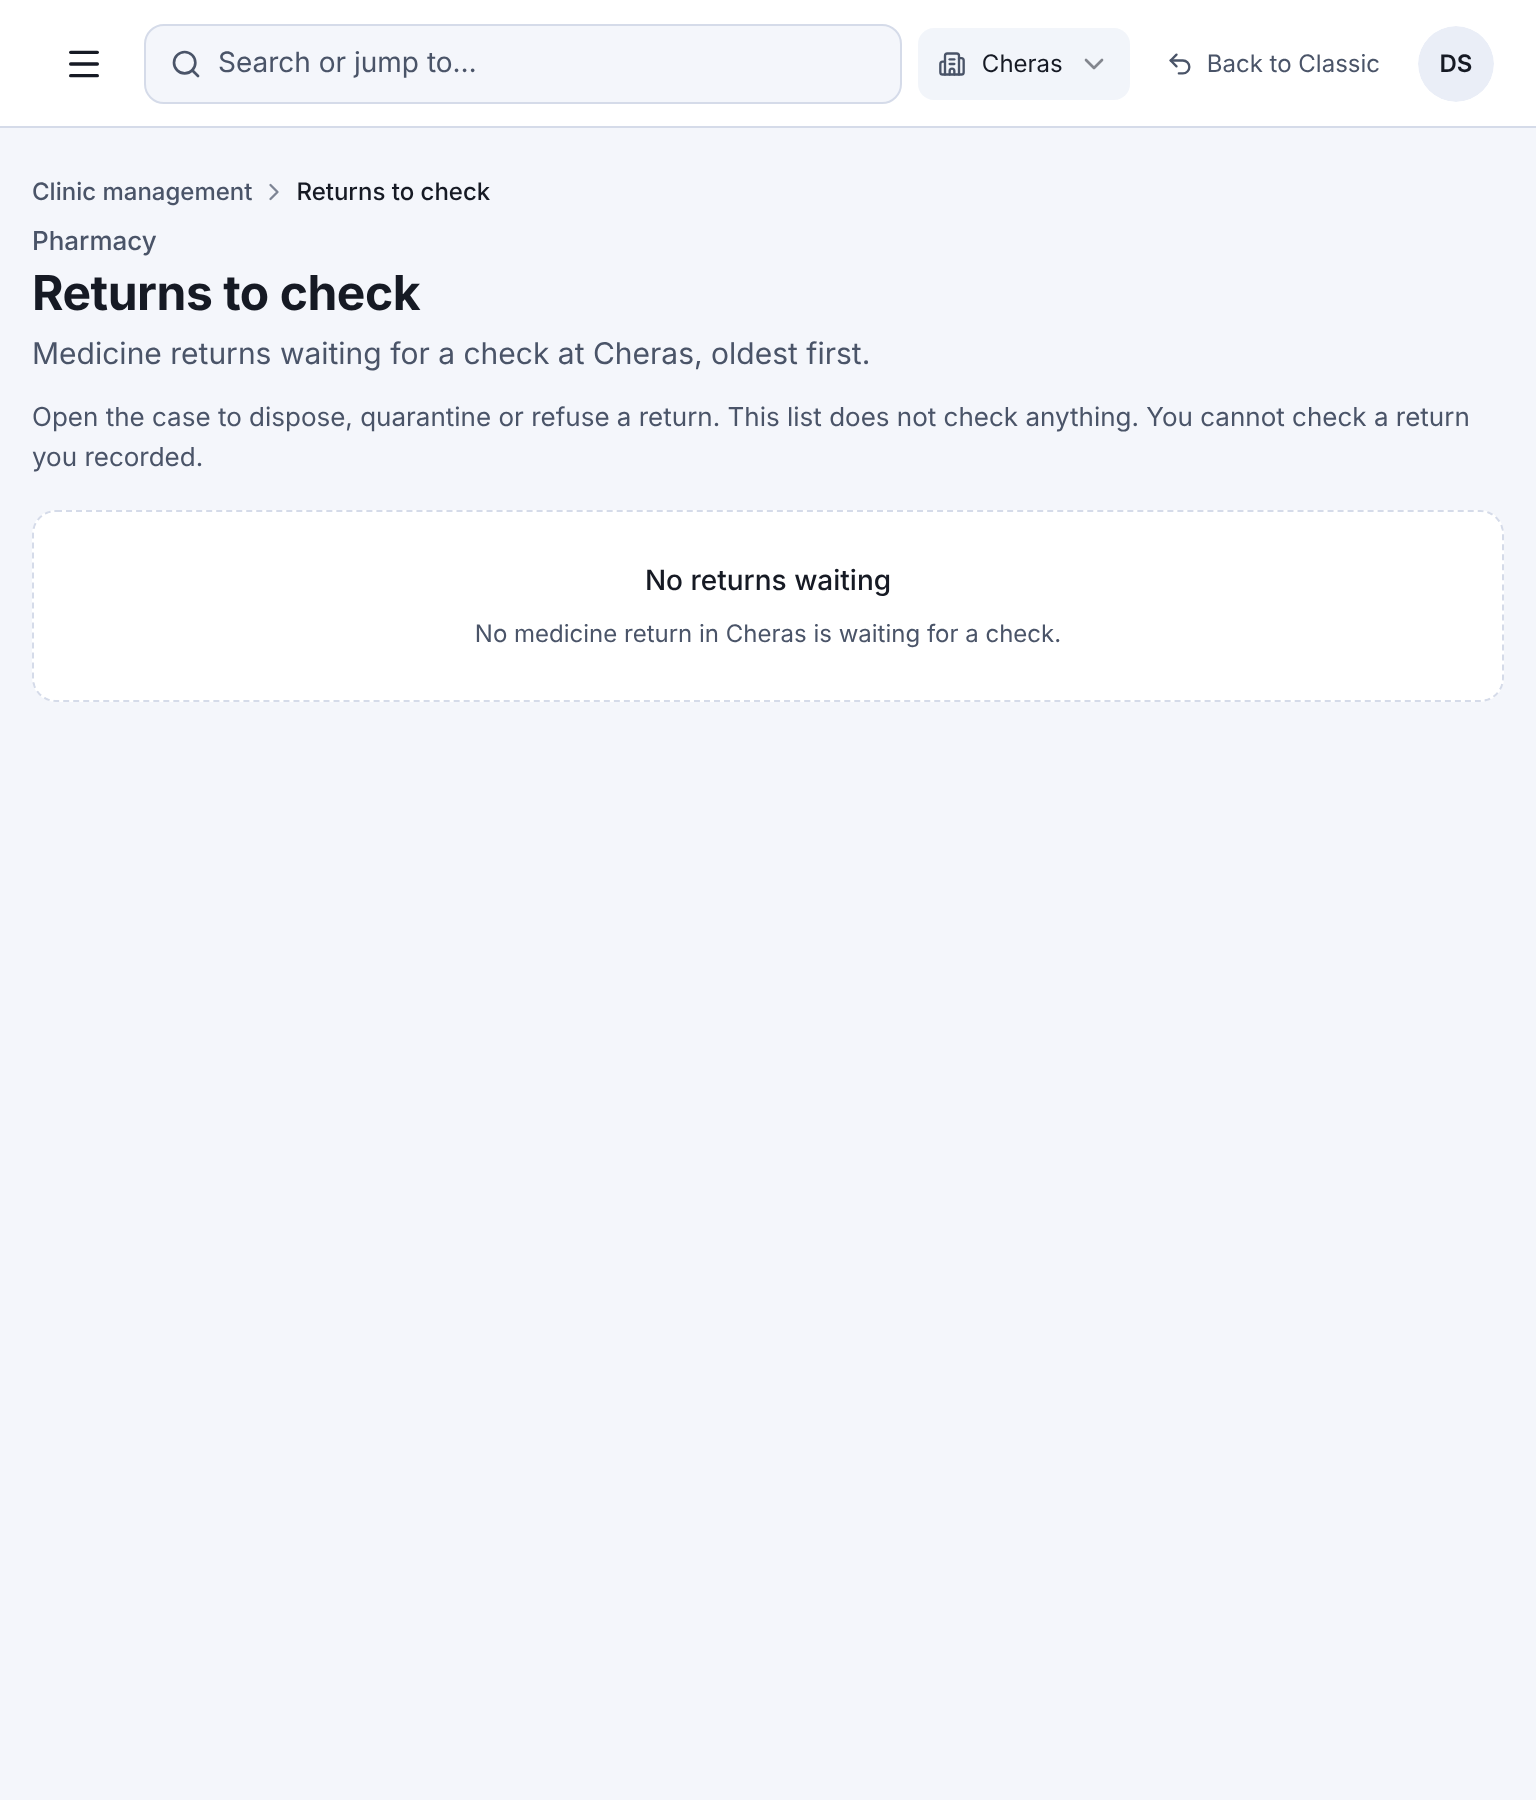 Search or jump to...
Cheras
Back to Classic
DS
Clinic management > Returns to check
Pharmacy
Returns to check
Medicine returns waiting for a check at Cheras, oldest first.
Open the case to dispose, quarantine or refuse a return. This list does not check anything. You cannot check a return
you recorded.
No returns waiting
No medicine return in Cheras is waiting for a check.